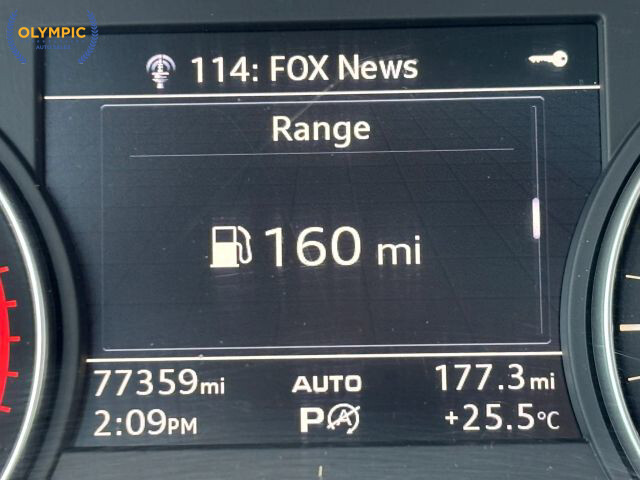 OLYMPIC
114: FOX News
Range
160 mi
77359mi AUTO 177.3mi
2:09PM P A +25.5°C